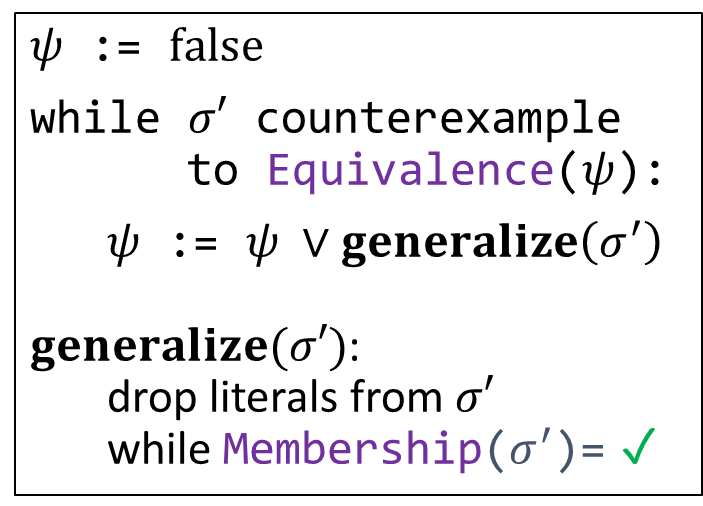 ψ := false
while σ′ counterexample
to Equivalence(ψ):
ψ := ψ ∨ generalize(σ′)
generalize(σ′):
drop literals from σ′
while Membership(σ′)= ✓